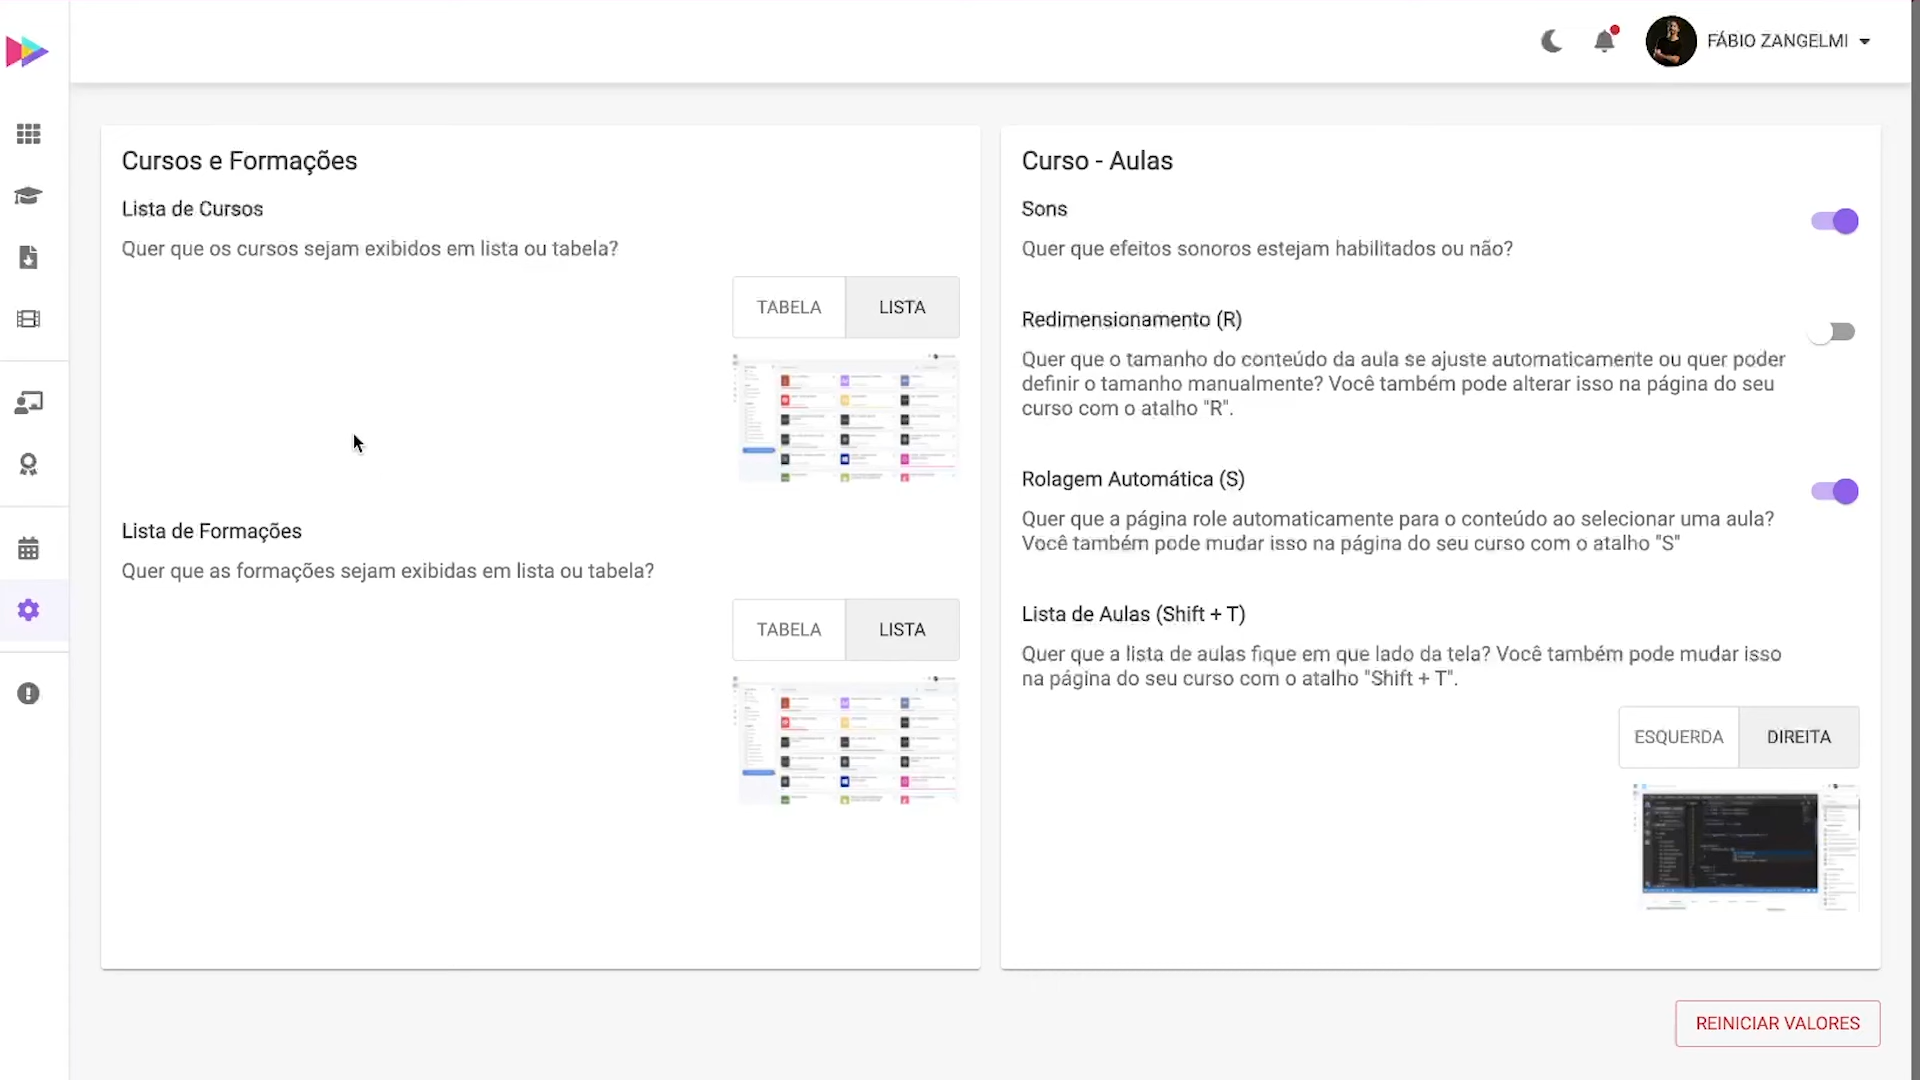 FÁBIO ZANGELMI
Cursos e Formações
Lista de Cursos
Quer que os cursos sejam exibidos em lista ou tabela?
TABELA
LISTA
Lista de Formações
Quer que as formações sejam exibidas em lista ou tabela?
TABELA
LISTA
Curso - Aulas
Sons
Quer que efeitos sonoros estejam habilitados ou não?
Redimensionamento (R)
Quer que o tamanho do conteúdo da aula se ajuste automaticamente ou quer poder
definir o tamanho manualmente? Você também pode alterar isso na página do seu
curso com o atalho "R".
Rolagem Automática (S)
Quer que a página role automaticamente para o conteúdo ao selecionar uma aula?
Você também pode mudar isso na página do seu curso com o atalho "S"
Lista de Aulas (Shift + T)
Quer que a lista de aulas fique em que lado da tela? Você também pode mudar isso
na página do seu curso com o atalho "Shift + T".
ESQUERDA
DIREITA
REINICIAR VALORES